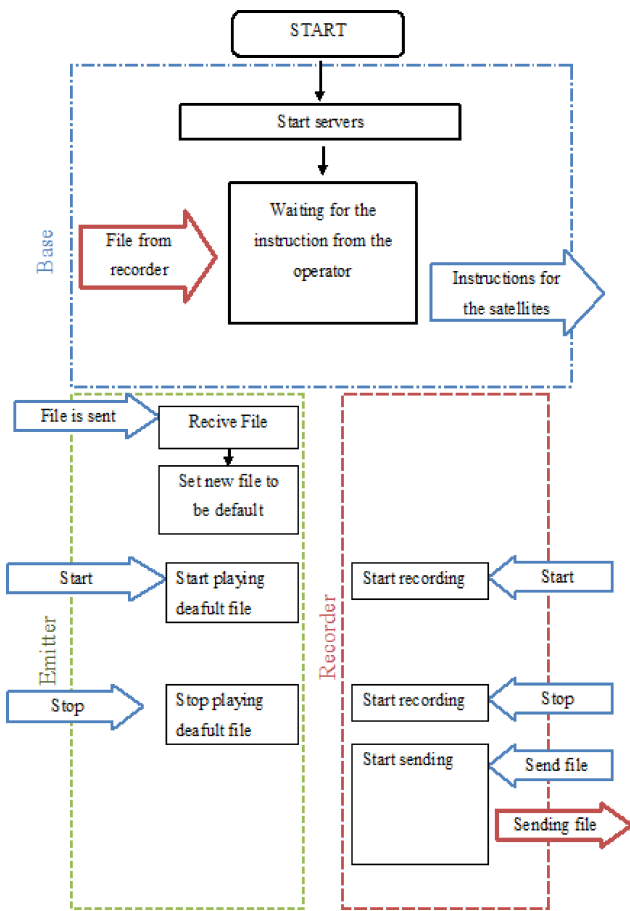 START
Start servers
Waiting for the
instruction from the
operator
File from
recorder
Base
Instructions for
the satellites
File is sent
Recive File
Set new file to
be default
Start
Start playing
deafult file
Emitter
Stop
Stop playing
deafult file
Recorder
Start recording
Start
Start recording
Stop
Start sending
Send file
Sending file